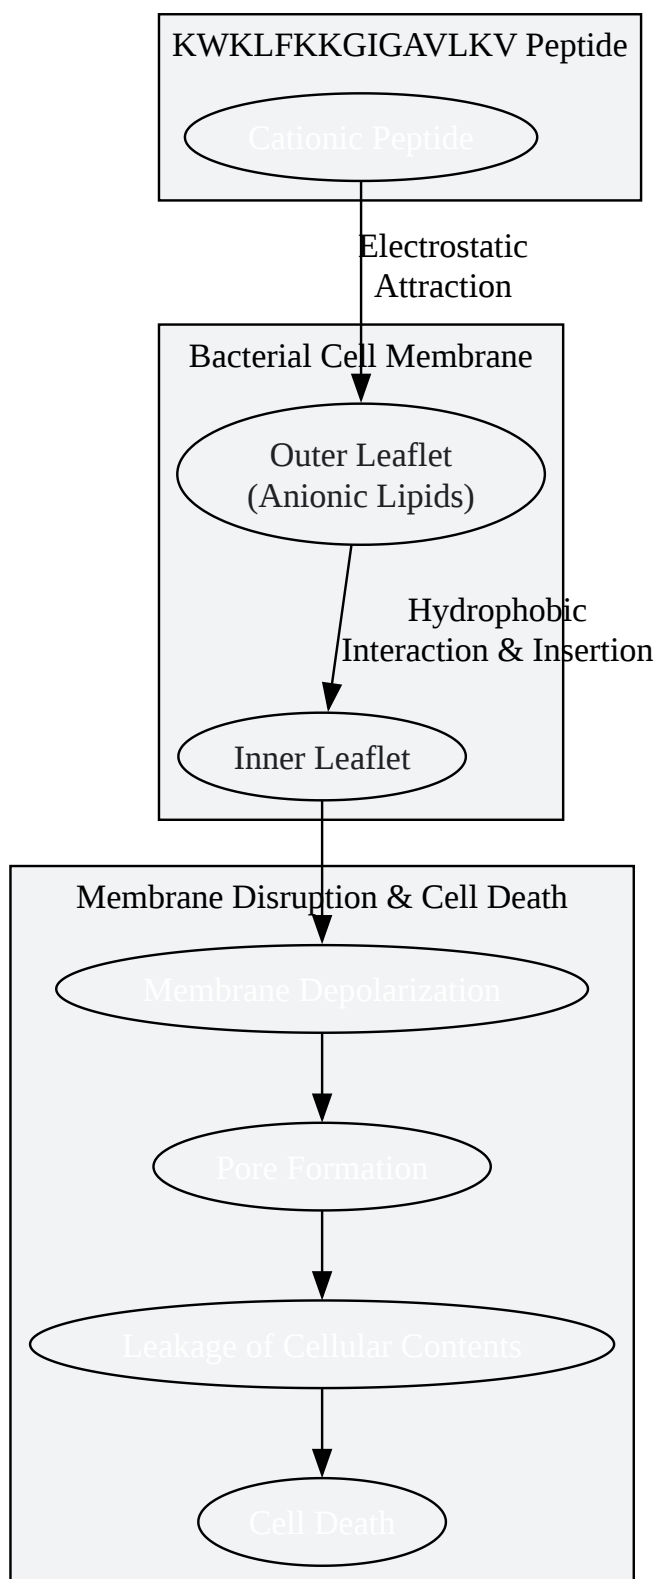 KWKLFKKGIGAVLKV Peptide
Cationic Peptide
Electrostatic
Attraction
Bacterial Cell Membrane
Outer Leaflet
(Anionic Lipids)
Hydrophobic
Interaction & Insertion
Inner Leaflet
Membrane Disruption & Cell Death
Membrane Depolarization
Pore Formation
Leakage of Cellular Contents
Cell Death